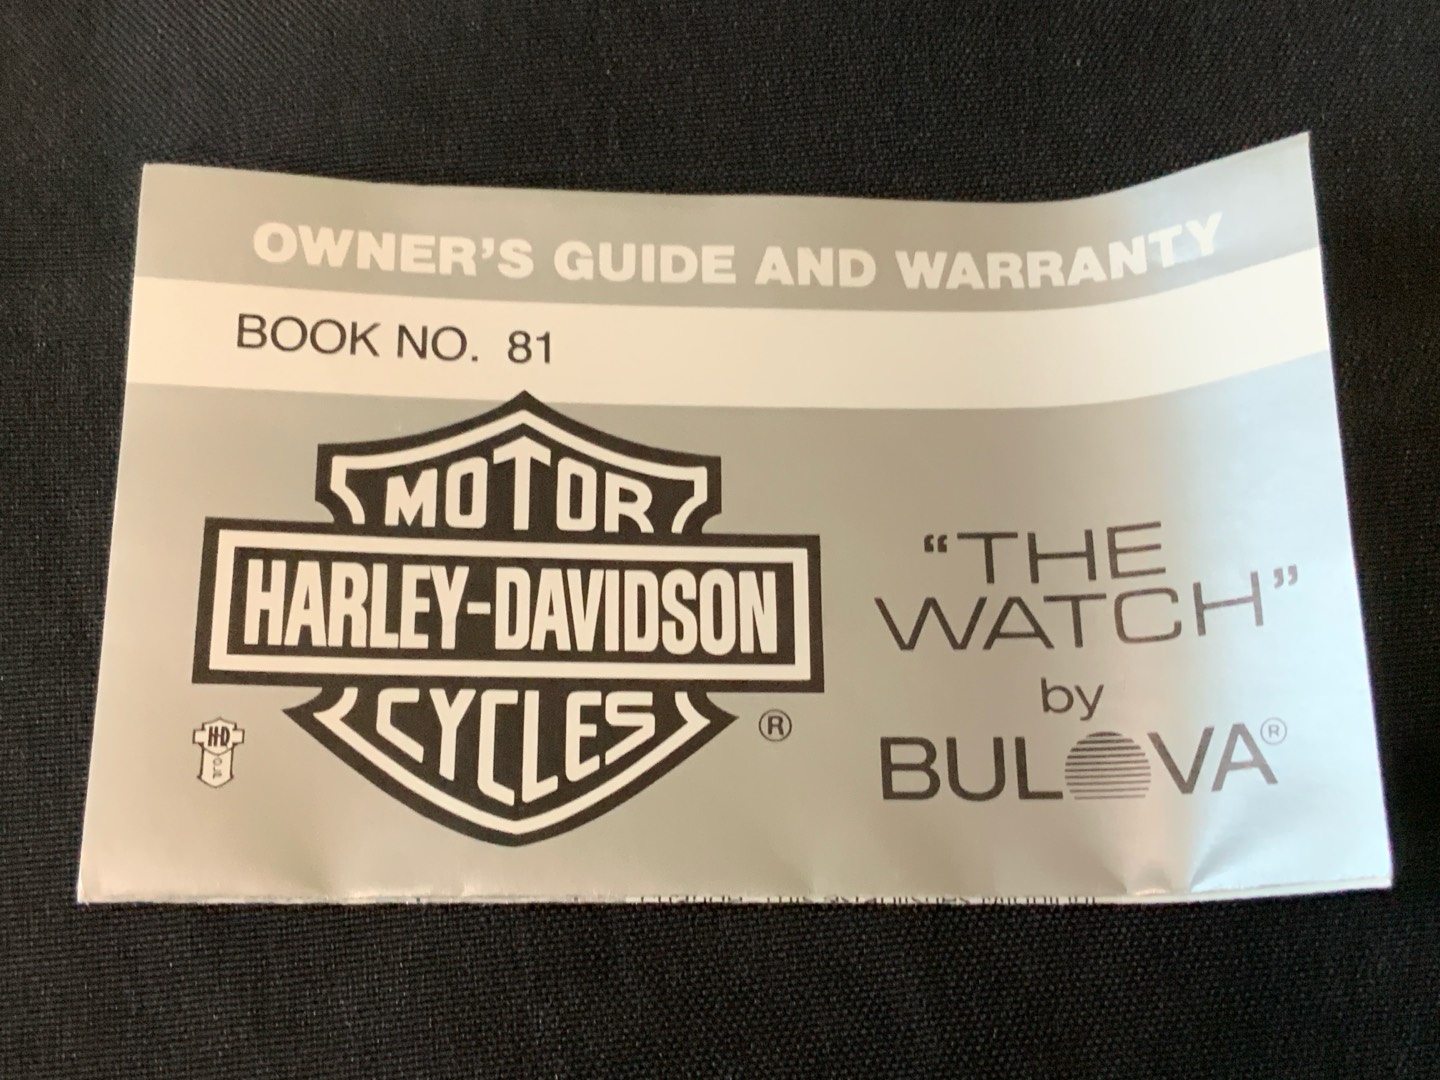 OWNER'S GUIDE AND WARRANTY
BOOK NO. 81
MOTOR
HARLEY-DAVIDSON
CYCLES
®
H-D
“THE
WATCH”
by
BULOVA®